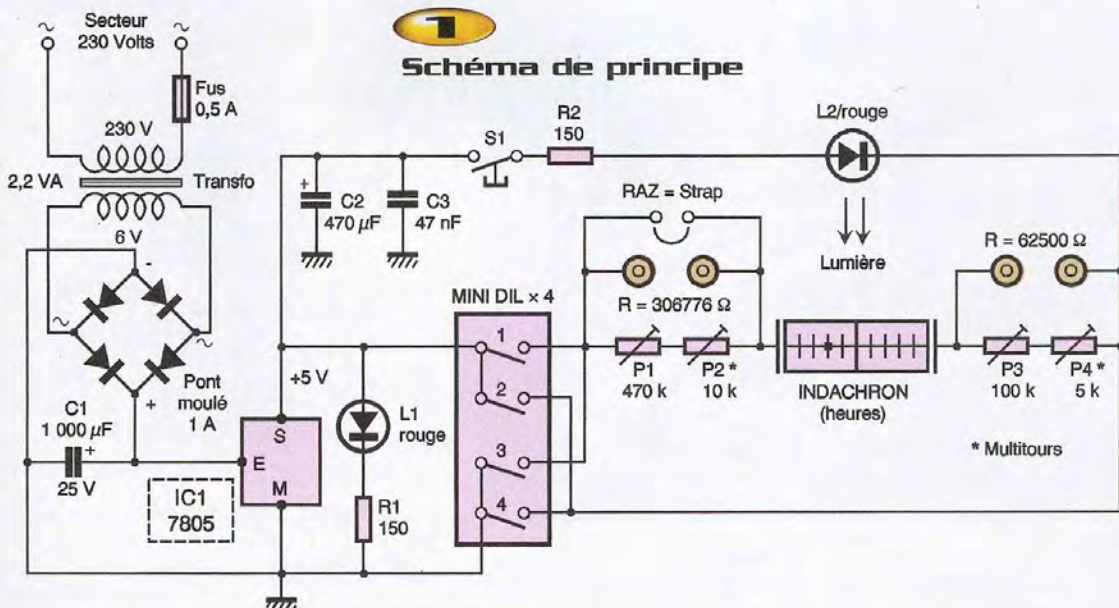 1
Schéma de principe
~
Secteur
230 Volts
~
Fus
0,5 A
230 V
2,2 VA
Transfo
6 V
-
~
~
+
Pont
moulé
1 A
C1
1 000 µF
+
25 V
IC1
7805
S
E
M
+5 V
L1
rouge
R1
150
+
C2
470 µF
C3
47 nF
S1
R2
150
L2/rouge
Lumière
RAZ = Strap
R = 306776 Ω
MINI DIL × 4
1
2
3
4
P1
470 k
P2 *
10 k
INDACHRON
(heures)
R = 62500 Ω
P3
100 k
P4 *
5 k
* Multitours